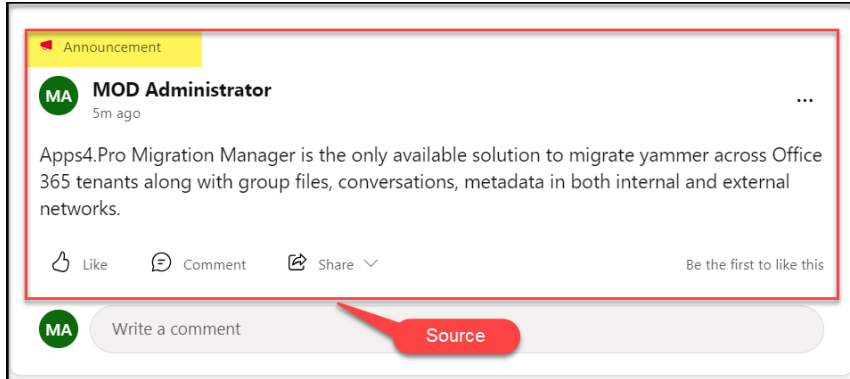 Announcement
MA
MOD Administrator
5m ago
...
Apps4.Pro Migration Manager is the only available solution to migrate yammer across Office
365 tenants along with group files, conversations, metadata in both internal and external
networks.
Like Comment Share Be the first to like this
MA Write a comment
Source